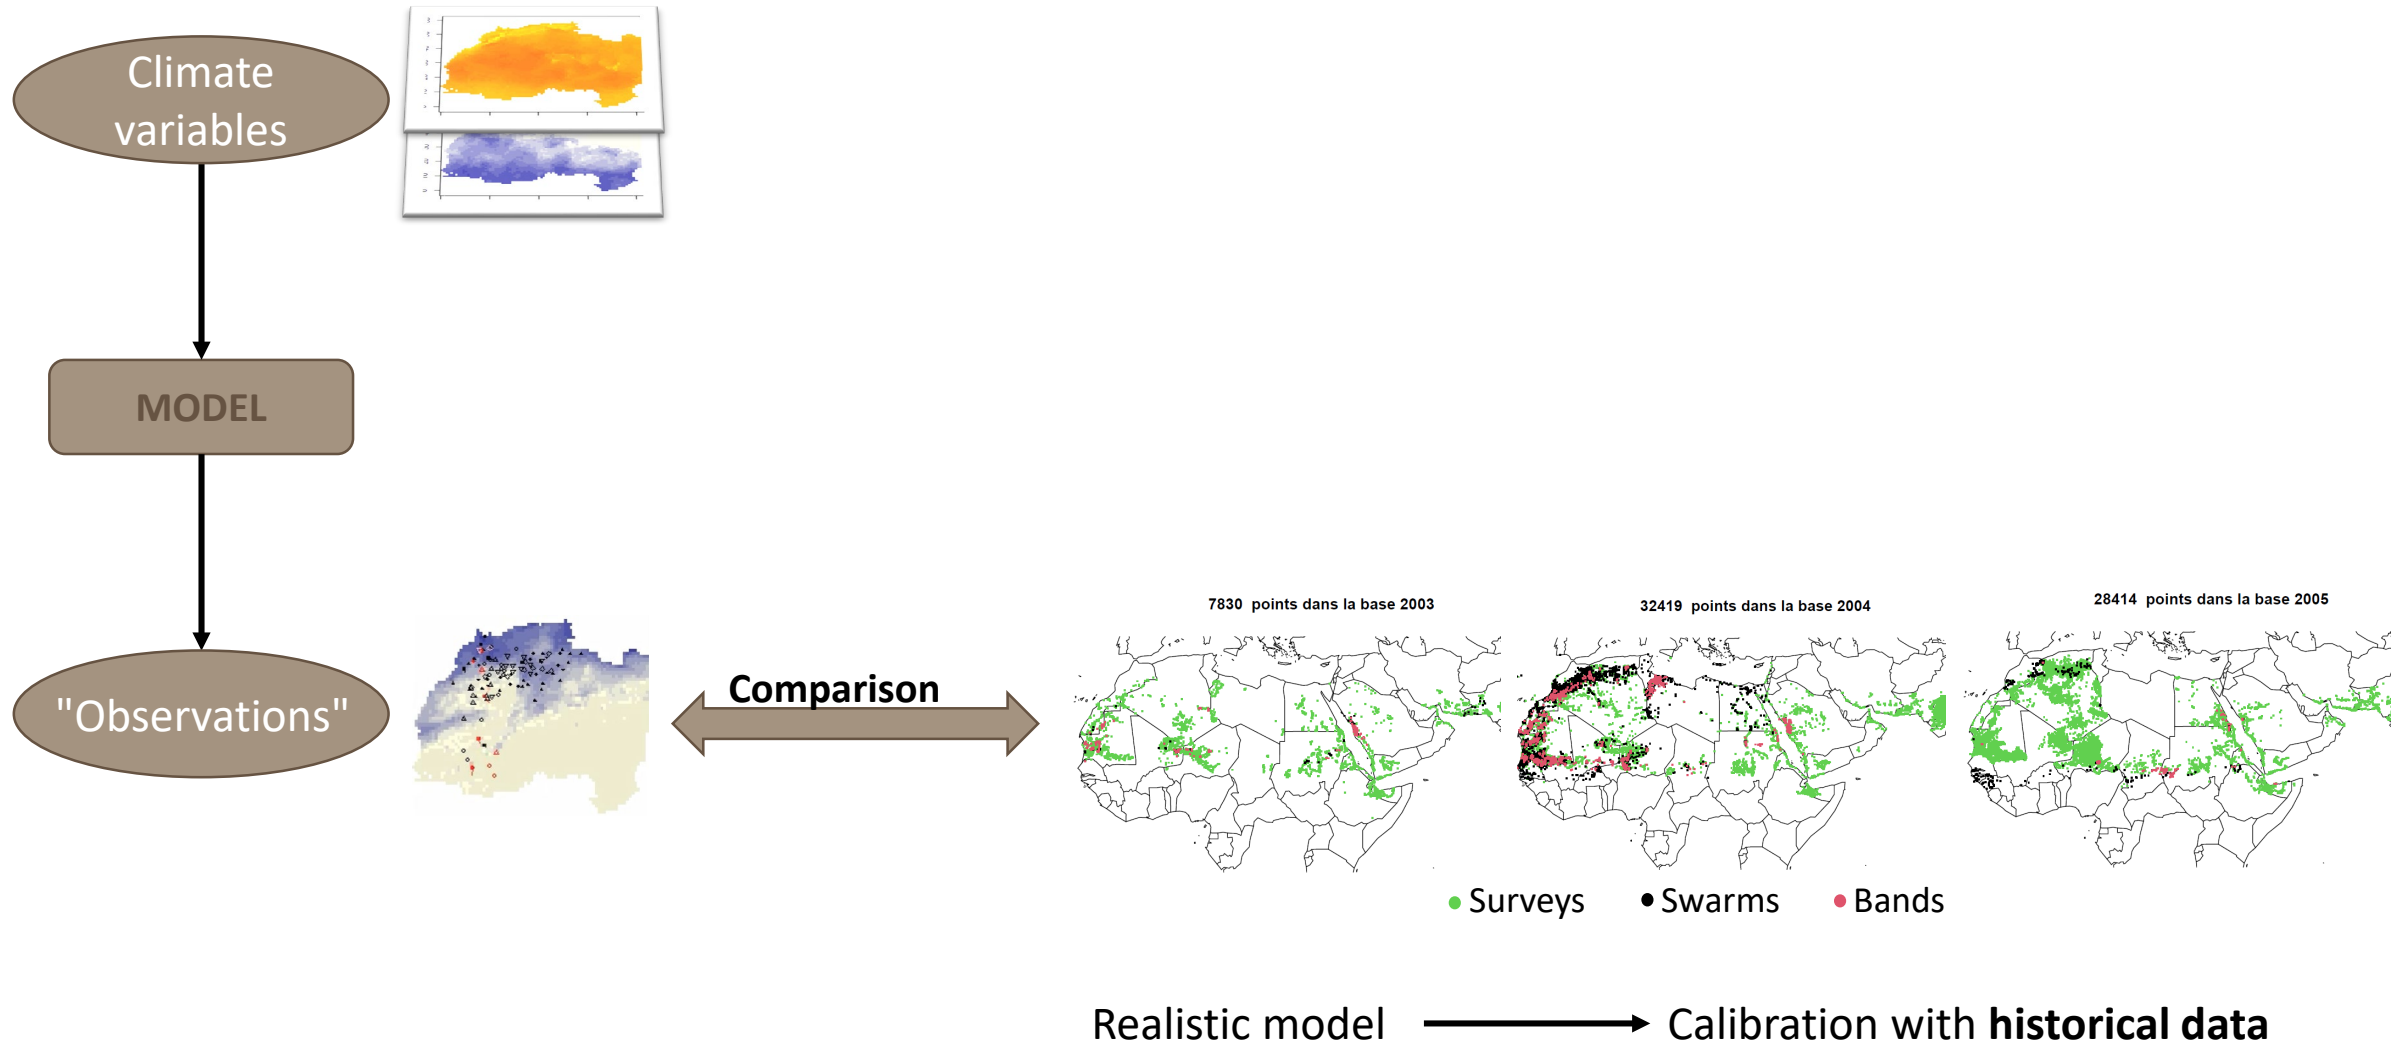 Climate
variables
MODEL
"Observations"
Comparison
7830 points dans la base 2003
32419 points dans la base 2004
28414 points dans la base 2005
Surveys
Swarms
Bands
Realistic model
Calibration with historical data